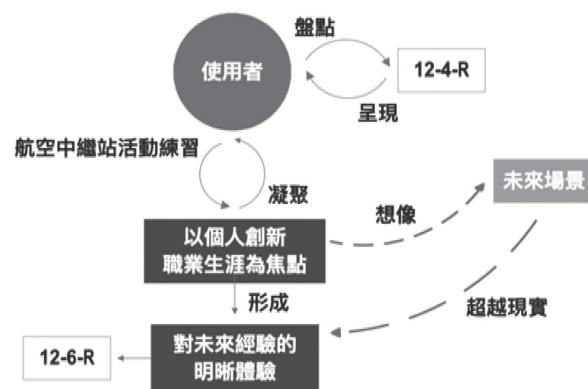 盤點
使用者
12-4-R
呈現
航空中繼站活動練習
凝聚
未來場景
想像
以個人創新
職業生涯為焦點
形成
超越現實
對未來經驗的
明晰體驗
12-6-R